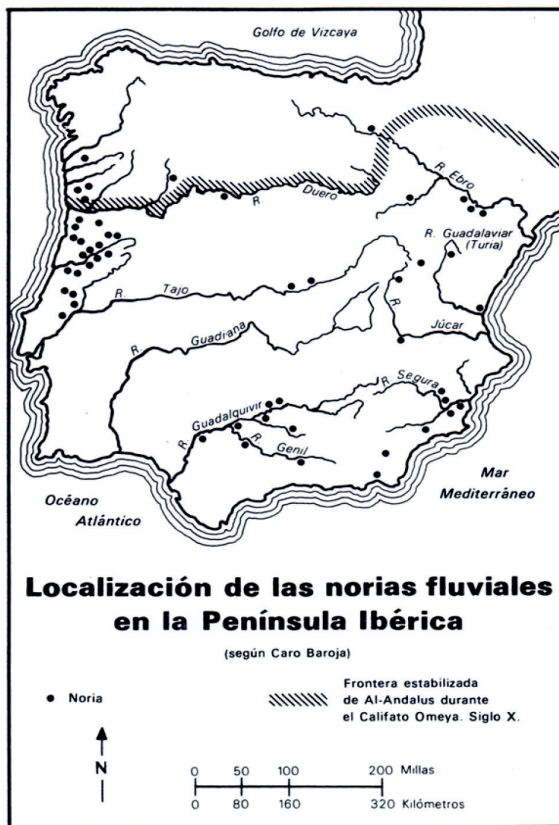 Golfo de Vizcaya
R. Ebro
R. Duero
R. Guadalaviar
(Turia)
R. Tajo
R. Júcar
R. Guadiana
R. Segura
R. Guadalquivir
R. Genil
Mar
Mediterráneo
Océano
Atlántico
Localización de las norias fluviales
en la Península Ibérica
(según Caro Baroja)
Noria
Frontera estabilizada
de Al-Andalus durante
el Califato Omeya. Siglo X.
N
0 50 100 200 Millas
0 80 160 320 Kilómetros